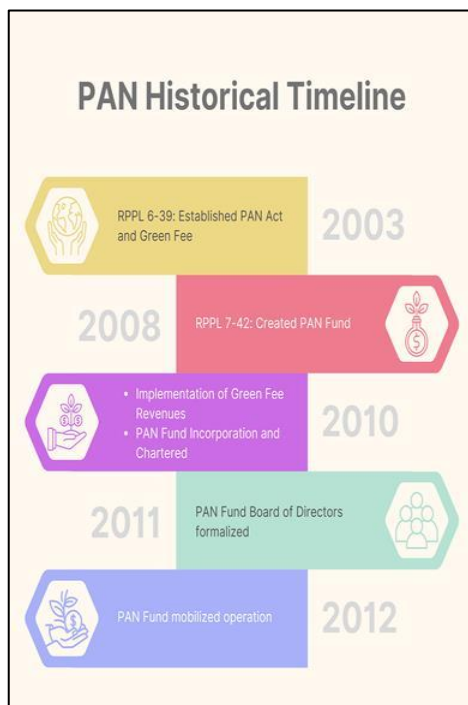 PAN Historical Timeline
RPPL 6-39: Established PAN Act
and Green Fee
2003
2008
RPPL 7-42: Created PAN Fund
• Implementation of Green Fee
Revenues
• PAN Fund Incorporation and
Chartered
2010
2011
PAN Fund Board of Directors
formalized
PAN Fund mobilized operation
2012